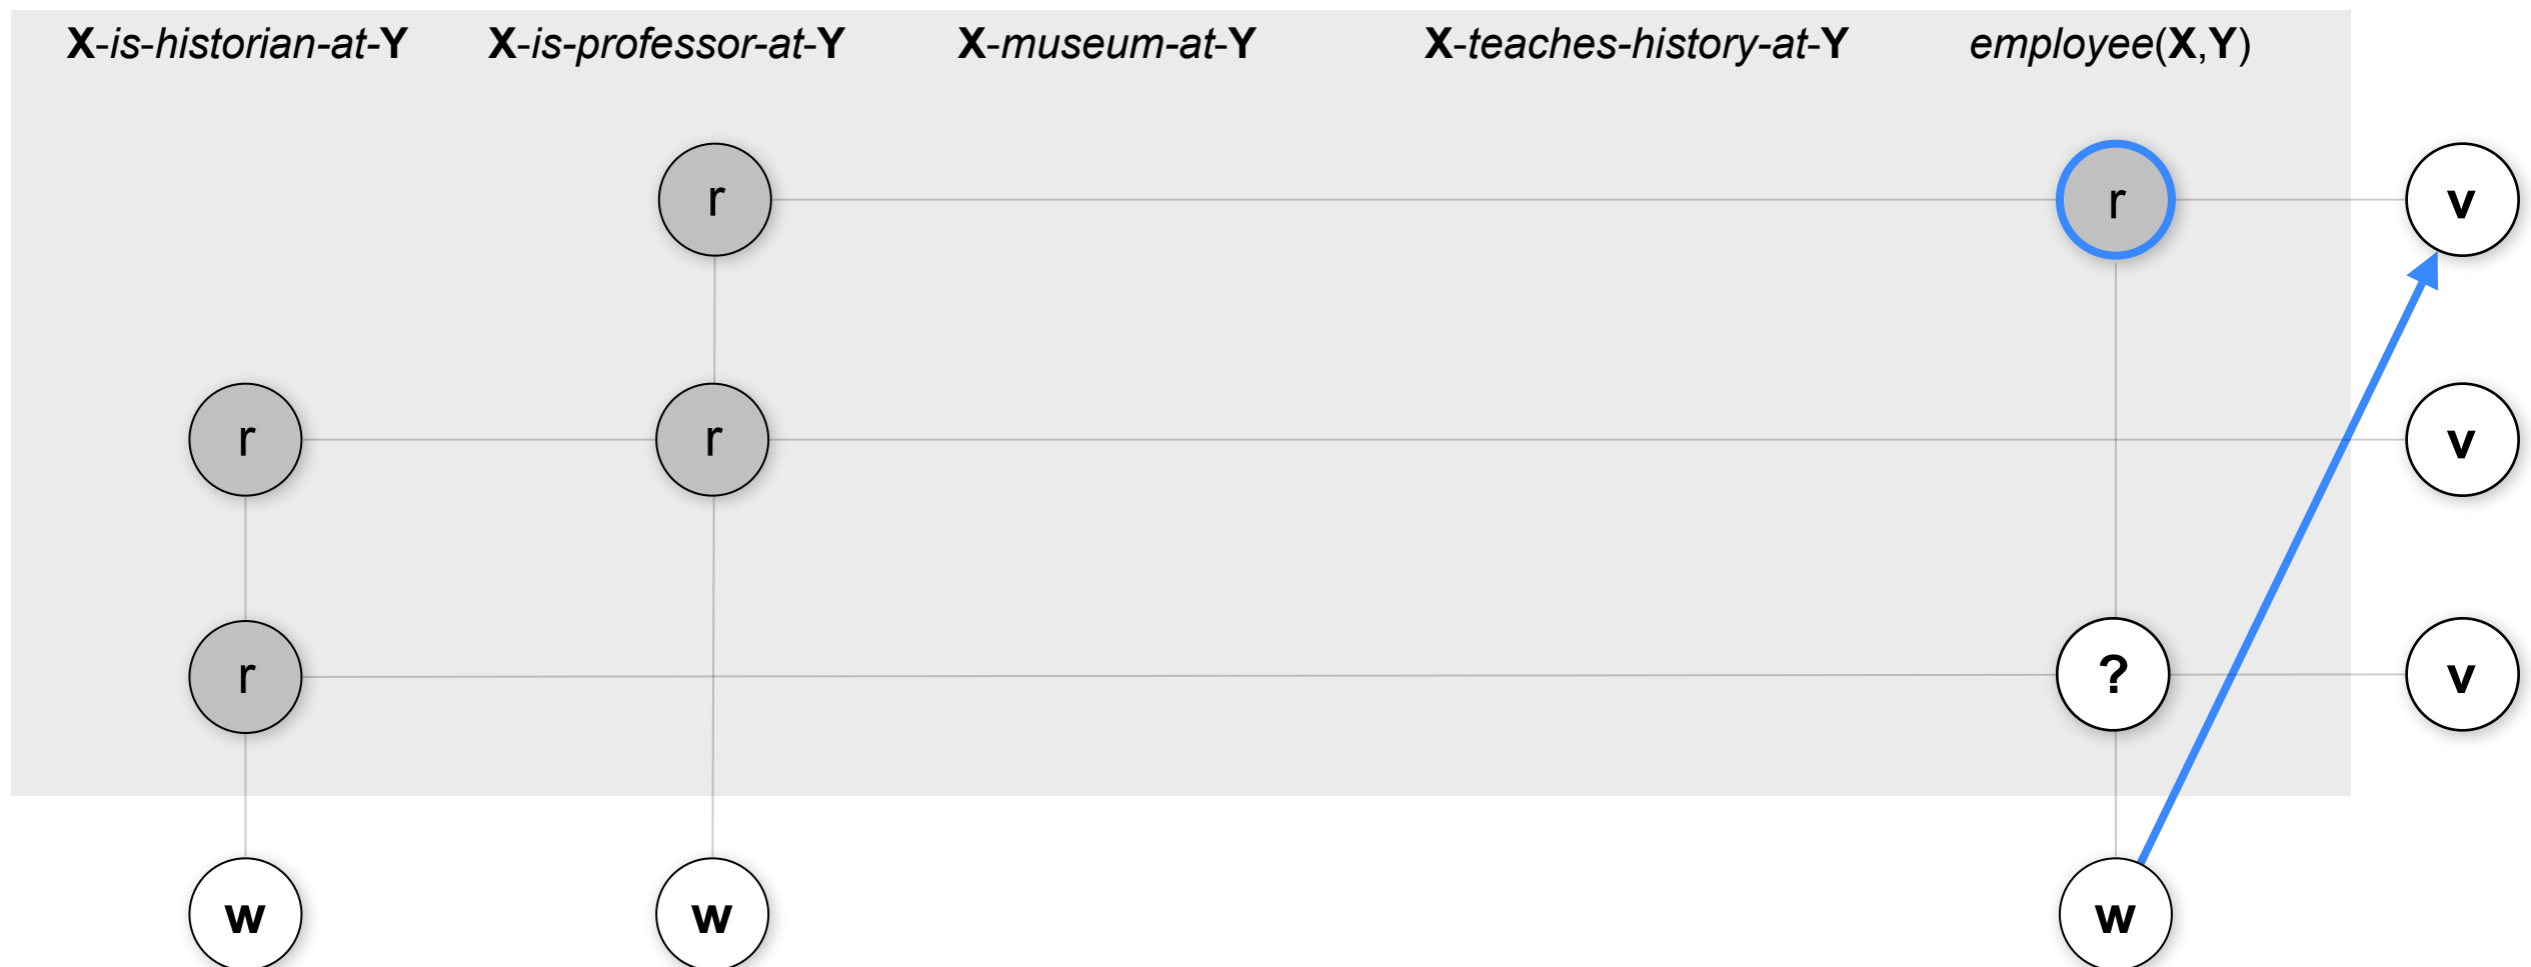 X-is-historian-at-Y X-is-professor-at-Y X-museum-at-Y X-teaches-history-at-Y employee(X,Y)
r r v
r r v
r ? v
w w w